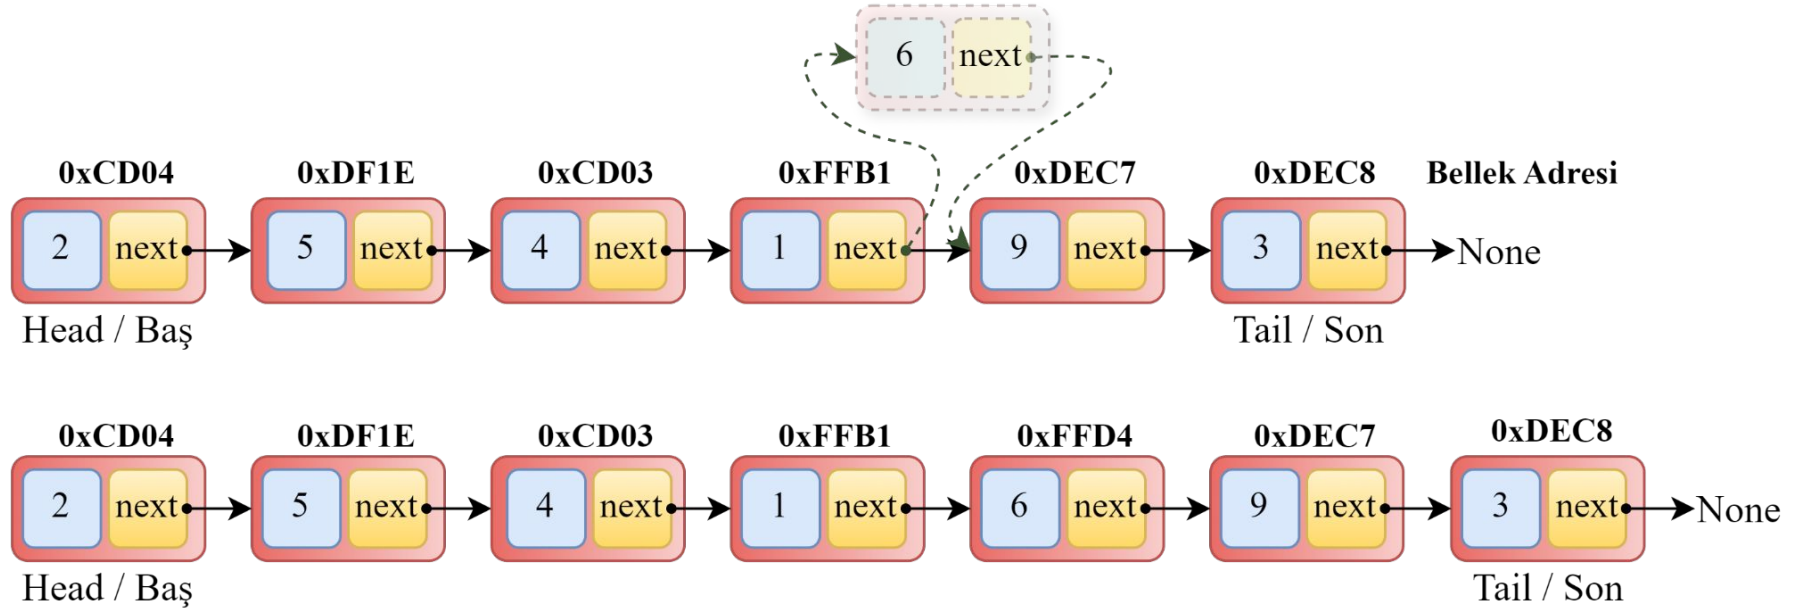 6 next
0xCD04 0xDF1E 0xCD03 0xFFB1 0xDEC7 0xDEC8 Bellek Adresi
2 next 5 next 4 next 1 next 9 next 3 next None
Head / Baş Tail / Son
0xCD04 0xDF1E 0xCD03 0xFFB1 0xFFD4 0xDEC7 0xDEC8
2 next 5 next 4 next 1 next 6 next 9 next 3 next None
Head / Baş Tail / Son